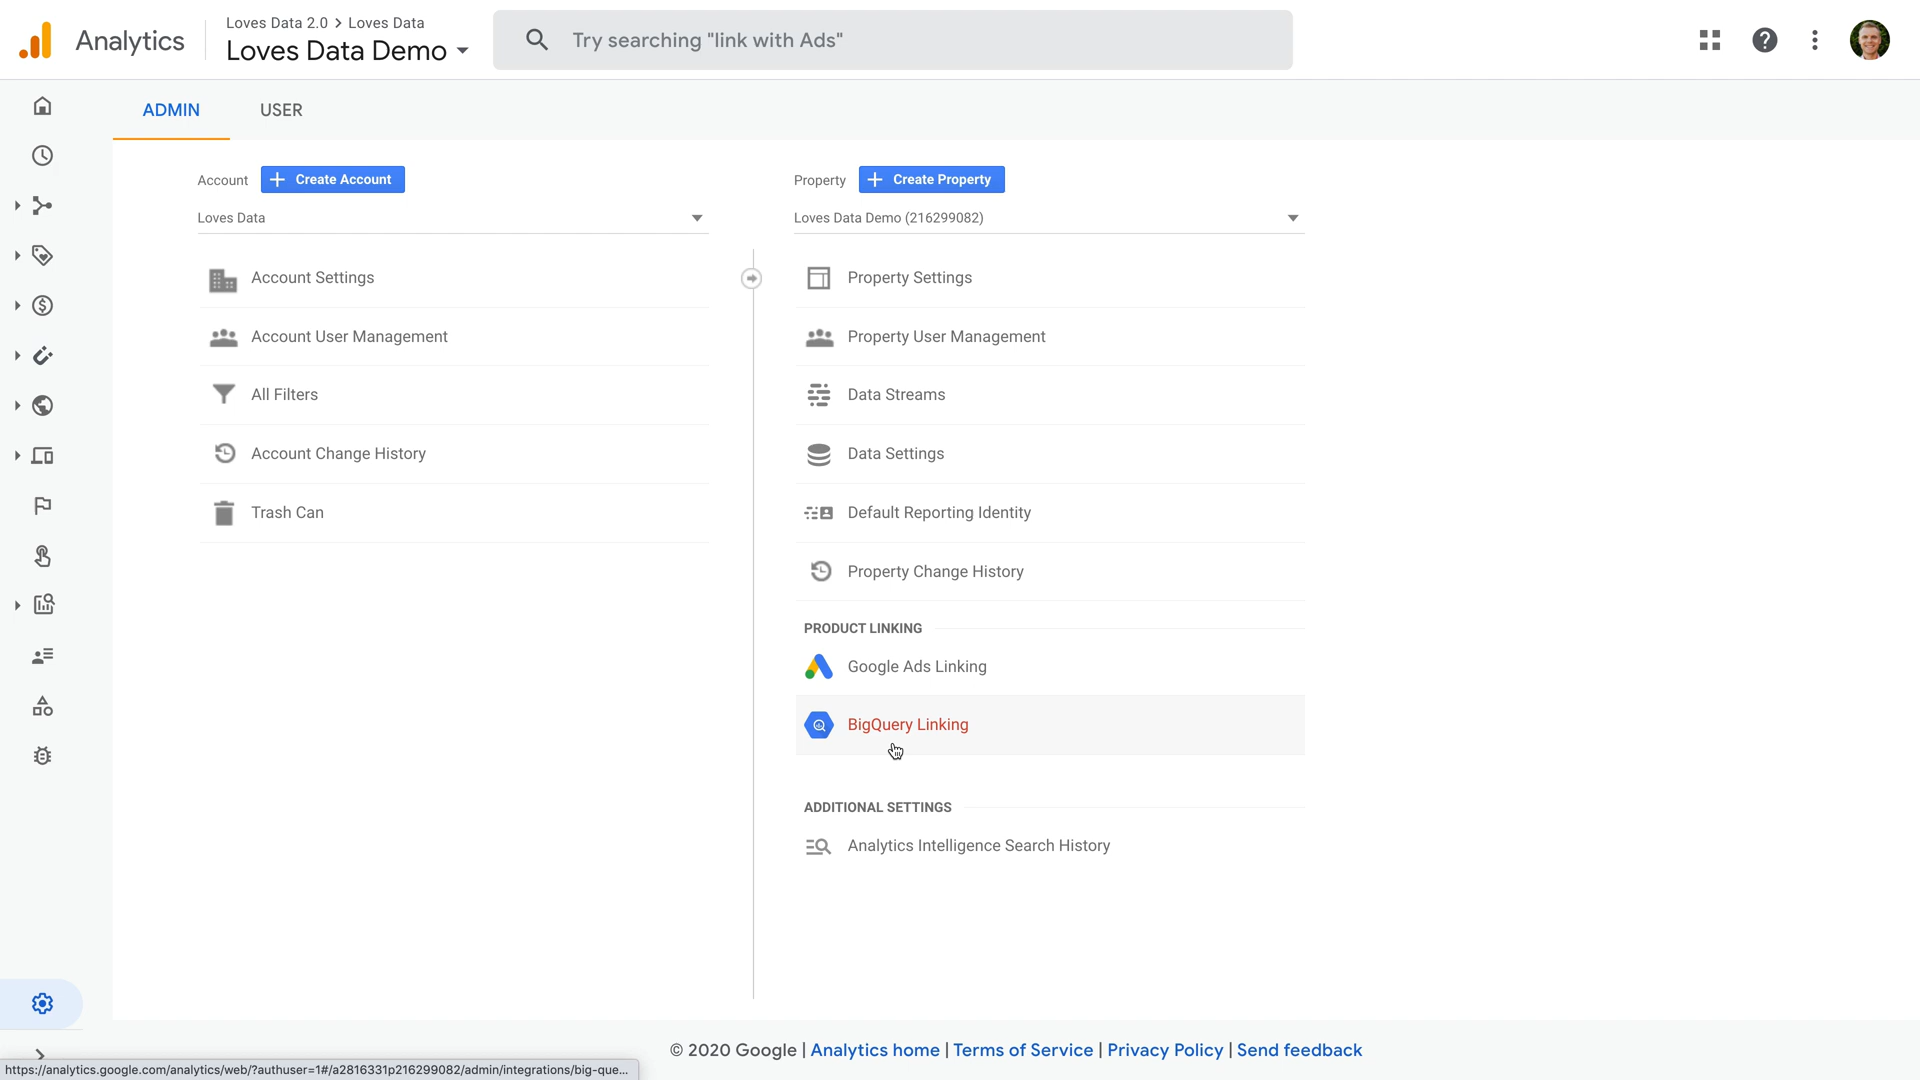 Analytics
Loves Data 2.0 > Loves Data
Loves Data Demo
Try searching "link with Ads"
ADMIN
USER
Account
+ Create Account
Loves Data
Account Settings
Account User Management
All Filters
Account Change History
Trash Can
Property
+ Create Property
Loves Data Demo (216299082)
Property Settings
Property User Management
Data Streams
Data Settings
Default Reporting Identity
Property Change History
PRODUCT LINKING
Google Ads Linking
BigQuery Linking
ADDITIONAL SETTINGS
Analytics Intelligence Search History
© 2020 Google | Analytics home | Terms of Service | Privacy Policy | Send feedback
https://analytics.google.com/analytics/web/?authuser=1#/a2816331p216299082/admin/integrations/big-que...